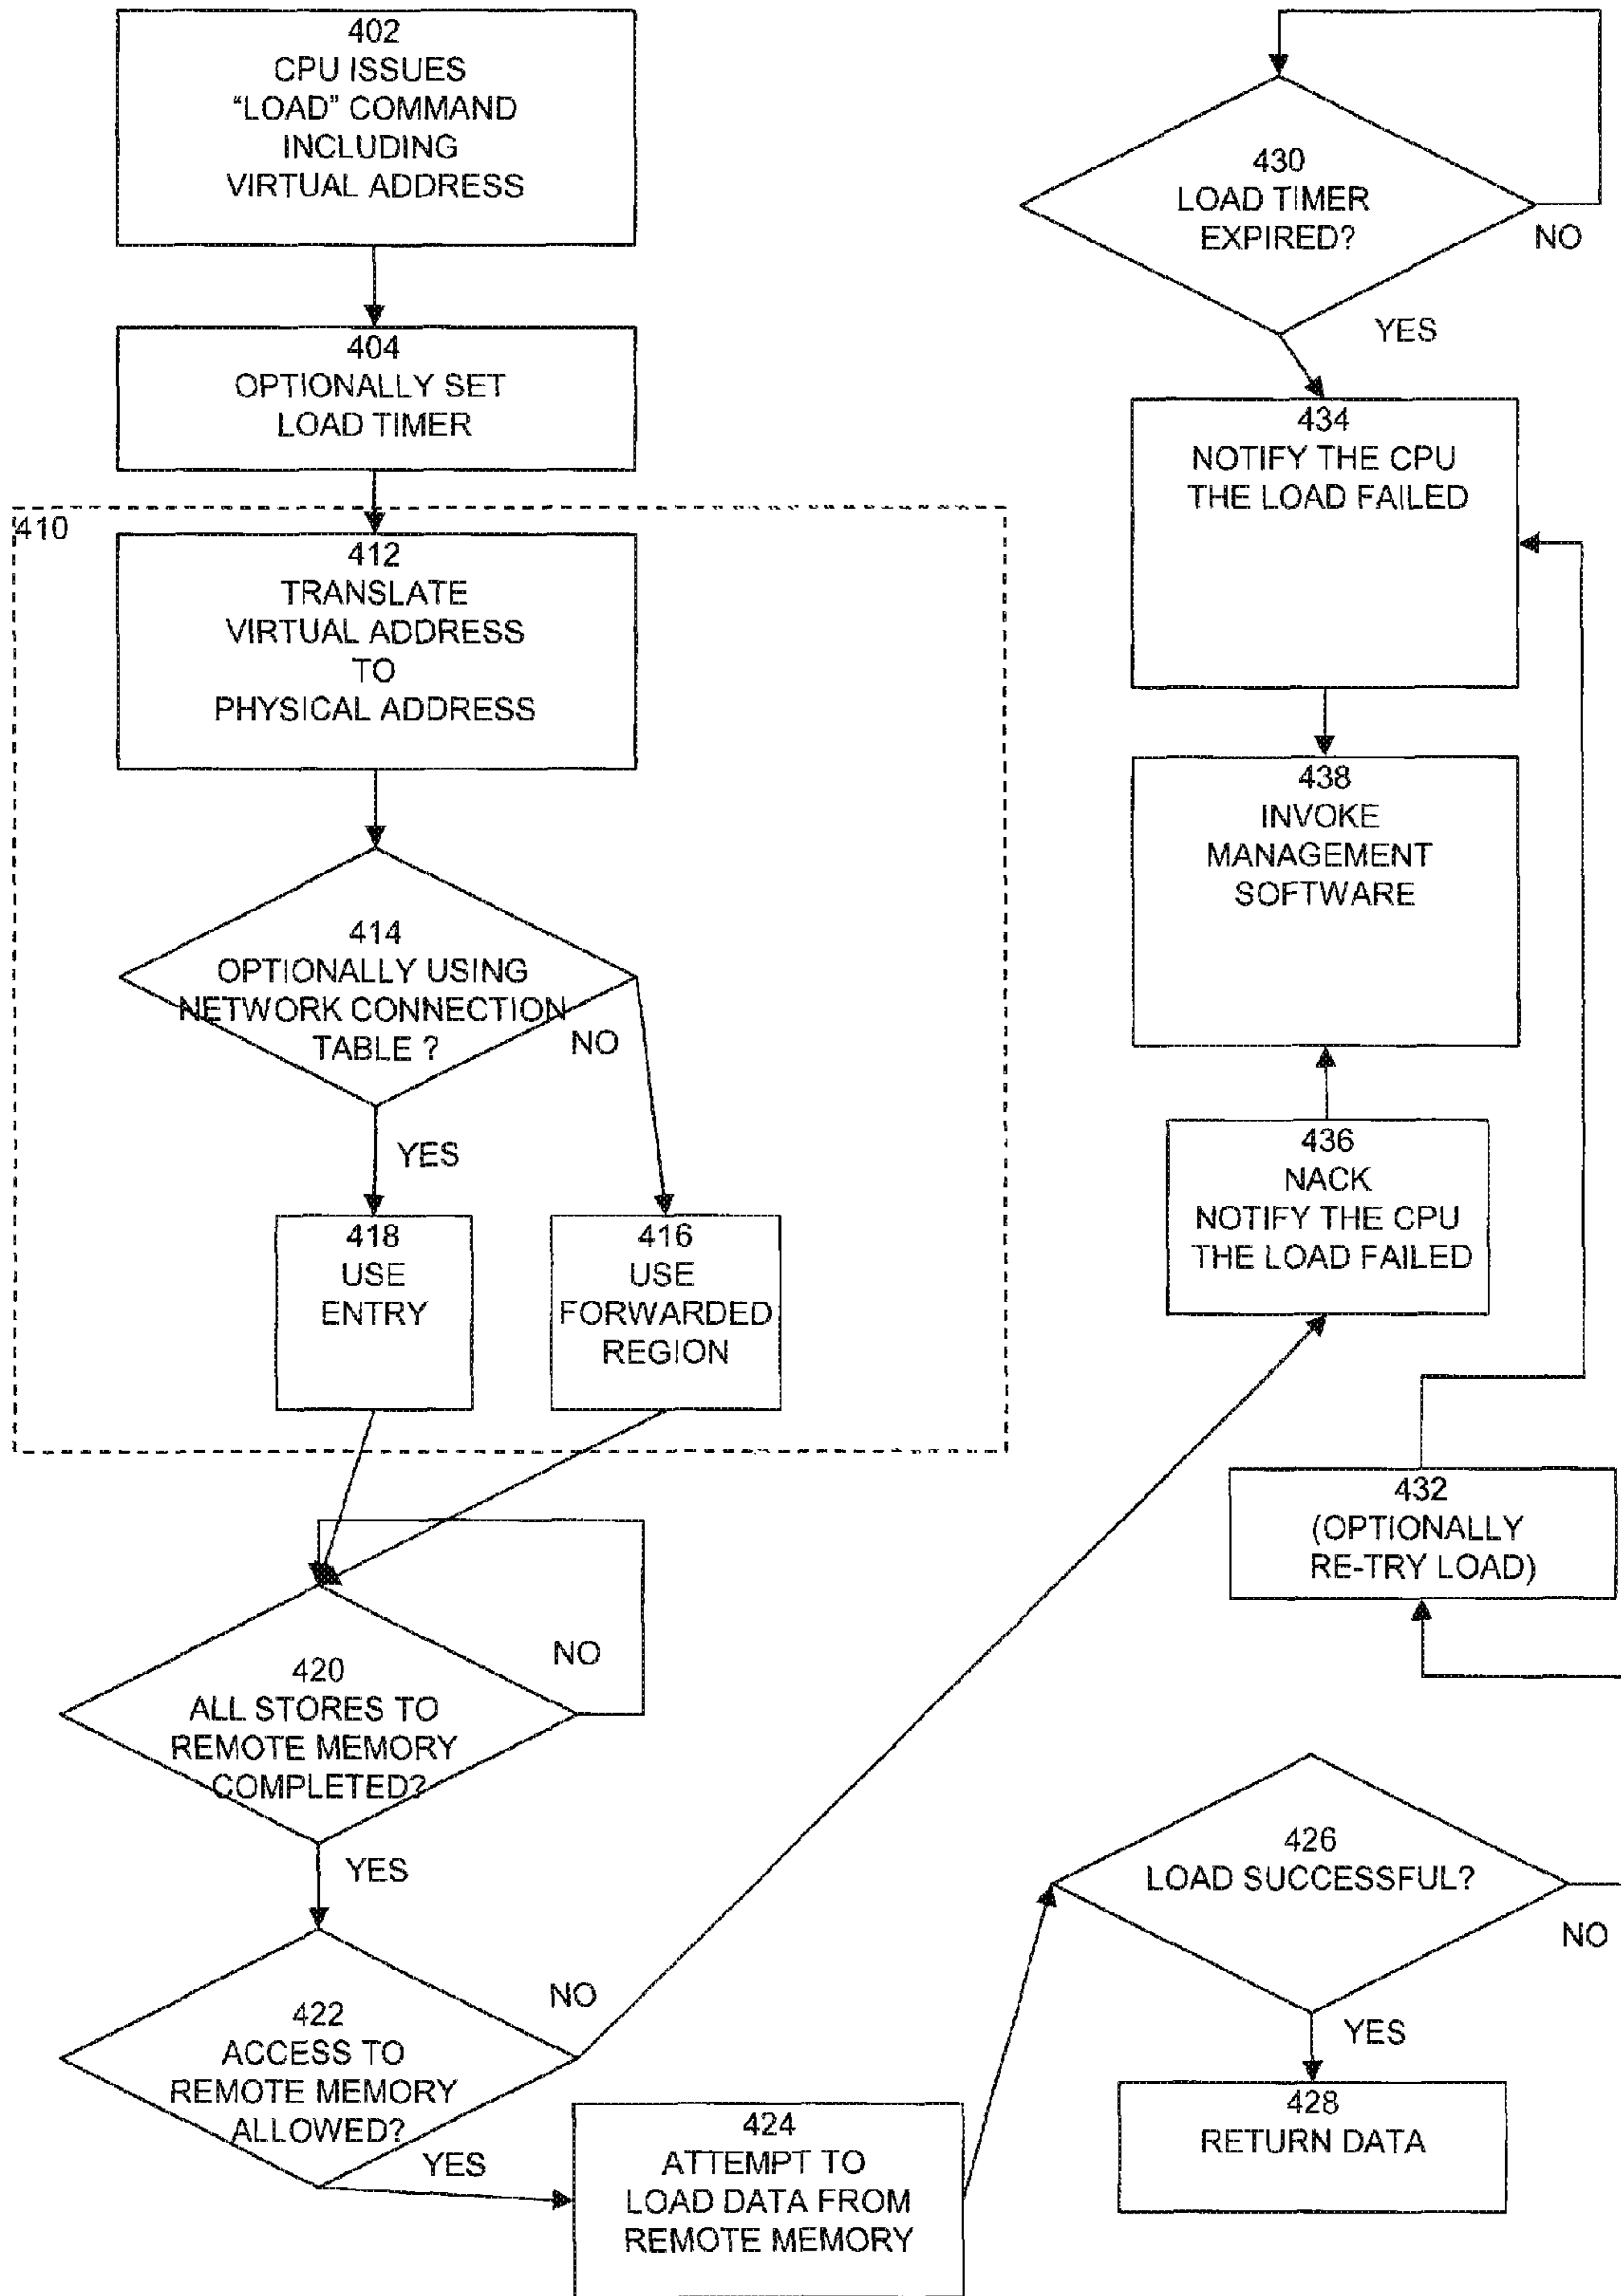 402
CPU ISSUES
"LOAD" COMMAND
INCLUDING
VIRTUAL ADDRESS
404
OPTIONALLY SET
LOAD TIMER
410
412
TRANSLATE
VIRTUAL ADDRESS
TO
PHYSICAL ADDRESS
414
OPTIONALLY USING
NETWORK CONNECTION
TABLE ?
NO
YES
418
USE
ENTRY
416
USE
FORWARDED
REGION
420
ALL STORES TO
REMOTE MEMORY
COMPLETED?
NO
YES
422
ACCESS TO
REMOTE MEMORY
ALLOWED?
NO
YES
424
ATTEMPT TO
LOAD DATA FROM
REMOTE MEMORY
430
LOAD TIMER
EXPIRED?
NO
YES
434
NOTIFY THE CPU
THE LOAD FAILED
438
INVOKE
MANAGEMENT
SOFTWARE
436
NACK
NOTIFY THE CPU
THE LOAD FAILED
432
(OPTIONALLY
RE-TRY LOAD)
426
LOAD SUCCESSFUL?
NO
YES
428
RETURN DATA